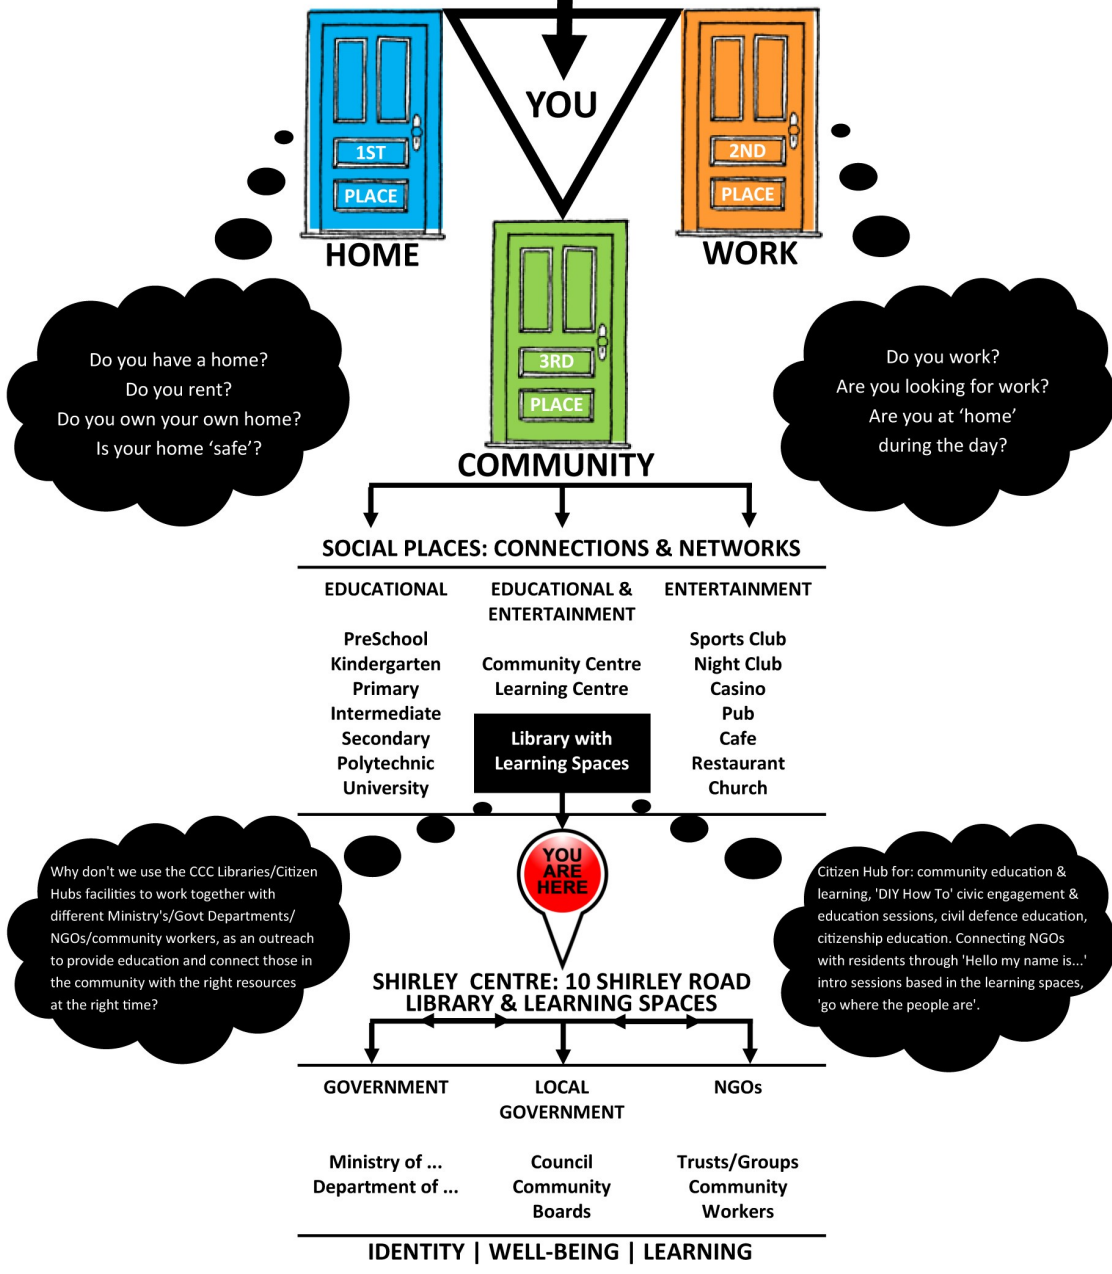 YOU
1ST
PLACE
HOME
2ND
PLACE
WORK
3RD
PLACE
COMMUNITY
Do you have a home?
Do you rent?
Do you own your own home?
Is your home ‘safe’?
Do you work?
Are you looking for work?
Are you at ‘home’
during the day?
SOCIAL PLACES: CONNECTIONS & NETWORKS
EDUCATIONAL
PreSchool
Kindergarten
Primary
Intermediate
Secondary
Polytechnic
University
EDUCATIONAL &
ENTERTAINMENT
Community Centre
Learning Centre
Library with
Learning Spaces
ENTERTAINMENT
Sports Club
Night Club
Casino
Pub
Cafe
Restaurant
Church
YOU
ARE
HERE
Why don't we use the CCC Libraries/Citizen
Hubs facilities to work together with
different Ministry's/Govt Departments/
NGOs/community workers, as an outreach
to provide education and connect those in
the community with the right resources
at the right time?
Citizen Hub for: community education &
learning, 'DIY How To' civic engagement &
education sessions, civil defence education,
citizenship education. Connecting NGOs
with residents through 'Hello my name is...'
intro sessions based in the learning spaces,
'go where the people are'.
SHIRLEY CENTRE: 10 SHIRLEY ROAD
LIBRARY & LEARNING SPACES
GOVERNMENT
Ministry of ...
Department of ...
LOCAL
GOVERNMENT
Council
Community
Boards
NGOs
Trusts/Groups
Community
Workers
IDENTITY | WELL-BEING | LEARNING